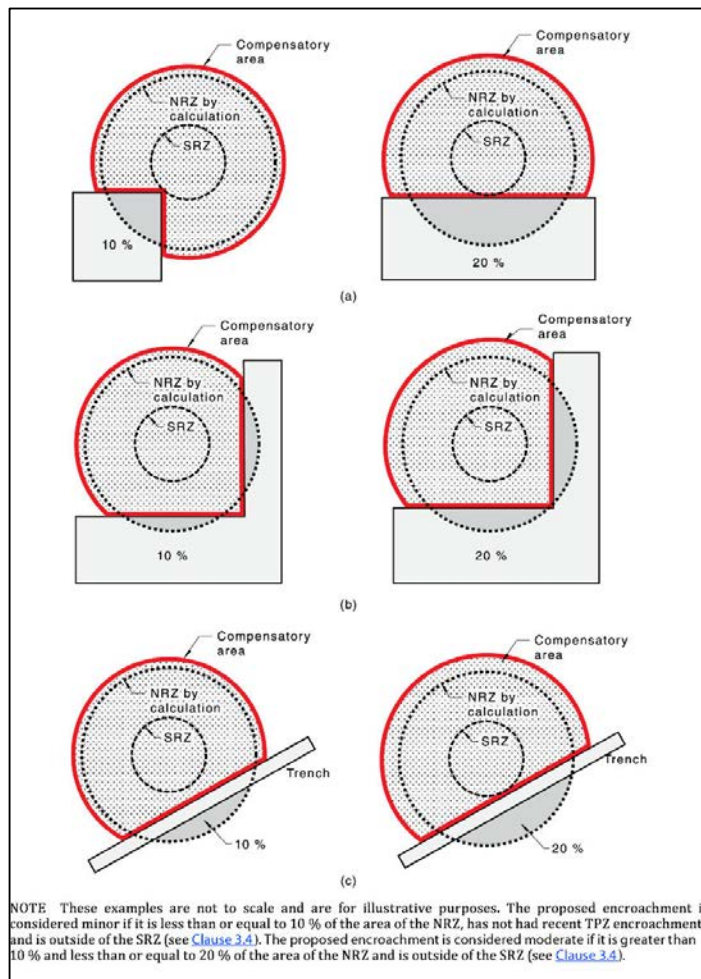 Compensatory
area
NRZ by
calculation
SRZ
10 %
Compensatory
area
NRZ by
calculation
SRZ
20 %
(a)
Compensatory
area
NRZ by
calculation
SRZ
10 %
Compensatory
area
NRZ by
calculation
SRZ
20 %
(b)
Compensatory
area
NRZ by
calculation
SRZ
Trench
10 %
Compensatory
area
NRZ by
calculation
SRZ
Trench
20 %
(c)
NOTE These examples are not to scale and are for illustrative purposes. The proposed encroachment i
considered minor if it is less than or equal to 10 % of the area of the NRZ, has not had recent TPZ encroachment
and is outside of the SRZ (see Clause 3.4). The proposed encroachment is considered moderate if it is greater than
10 % and less than or equal to 20 % of the area of the NRZ and is outside of the SRZ (see Clause 3.4).